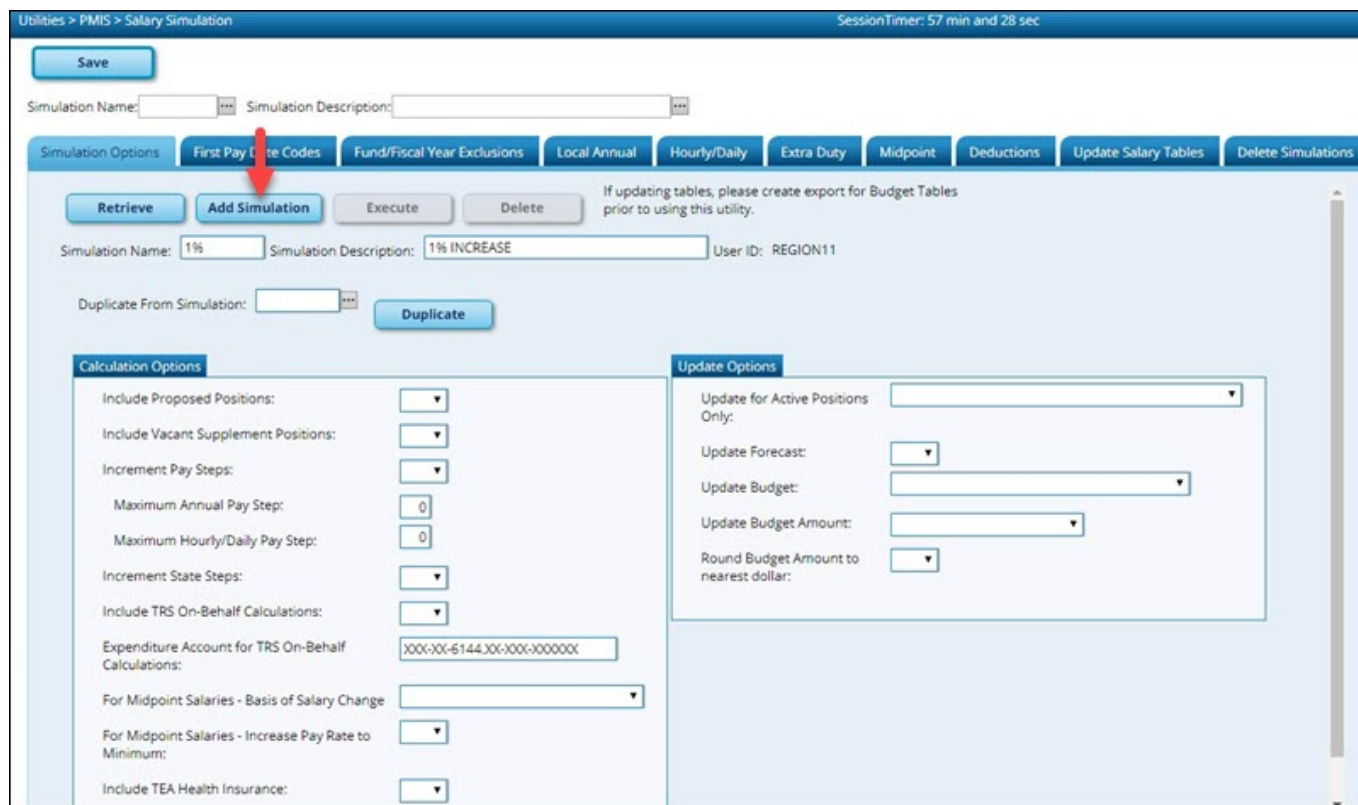 Utilities > PMIS > Salary Simulation SessionTimer: 57 min and 28 sec
Save
Simulation Name: ... Simulation Description: ...
Simulation Options First Pay Date Codes Fund/Fiscal Year Exclusions Local Annual Hourly/Daily Extra Duty Midpoint Deductions Update Salary Tables Delete Simulations
Retrieve Add Simulation Execute Delete If updating tables, please create export for Budget Tables
prior to using this utility.
Simulation Name: 1% Simulation Description: 1% INCREASE User ID: REGION11
Duplicate From Simulation: ... Duplicate
Calculation Options
Include Proposed Positions:
Include Vacant Supplement Positions:
Increment Pay Steps:
Maximum Annual Pay Step: 0
Maximum Hourly/Daily Pay Step: 0
Increment State Steps:
Include TRS On-Behalf Calculations:
Expenditure Account for TRS On-Behalf XXX-XX-6144.XX-XXX-XXXXXX
Calculations:
For Midpoint Salaries - Basis of Salary Change
For Midpoint Salaries - Increase Pay Rate to
Minimum:
Include TEA Health Insurance:
Update Options
Update for Active Positions
Only:
Update Forecast:
Update Budget:
Update Budget Amount:
Round Budget Amount to
nearest dollar: